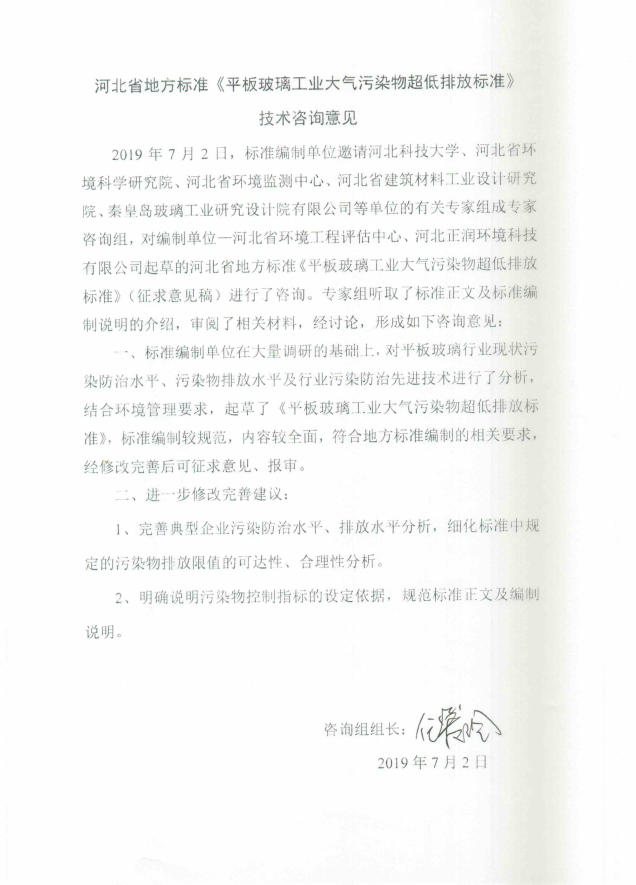 河北省地方标准《平板玻璃工业大气污染物超低排放标准》
技术咨询意见
2019 年 7 月 2 日，标准编制单位邀请河北科技大学、河北省环
境科学研究院、河北省环境监测中心、河北省建筑材料工业设计研究
院、秦皇岛玻璃工业研究设计院有限公司等单位的有关专家组成专家
咨询组，对编制单位—河北省环境工程评估中心、河北正润环境科技
有限公司起草的河北省地方标准《平板玻璃工业大气污染物超低排放
标准》（征求意见稿）进行了咨询。专家组听取了标准正文及标准编
制说明的介绍，审阅了相关材料，经讨论，形成如下咨询意见：
一、标准编制单位在大量调研的基础上，对平板玻璃行业现状污
染防治水平、污染物排放水平及行业污染防治先进技术进行了分析，
结合环境管理要求，起草了《平板玻璃工业大气污染物超低排放标
准》，标准编制较规范，内容较全面，符合地方标准编制的相关要求，
经修改完善后可征求意见、报审。
二、进一步修改完善建议：
1、完善典型企业污染防治水平、排放水平分析，细化标准中规
定的污染物排放限值的可达性、合理性分析。
2、明确说明污染物控制指标的设定依据，规范标准正文及编制
说明。
咨询组组长：
2019 年 7 月 2 日